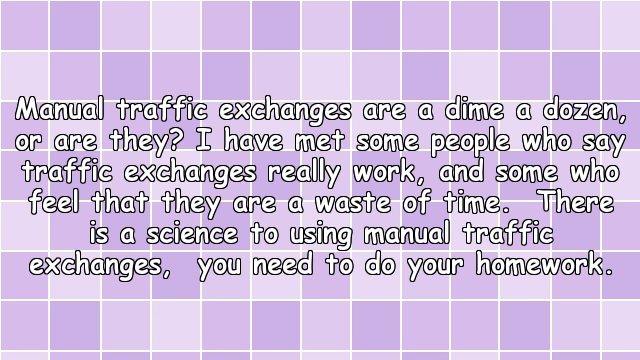 Manual traffic exchanges are a dime a dozen,
or are they? I have met some people who say
traffic exchanges really work, and some who
feel that they are a waste of time.  There
is a science to using manual traffic
exchanges,  you need to do your homework.